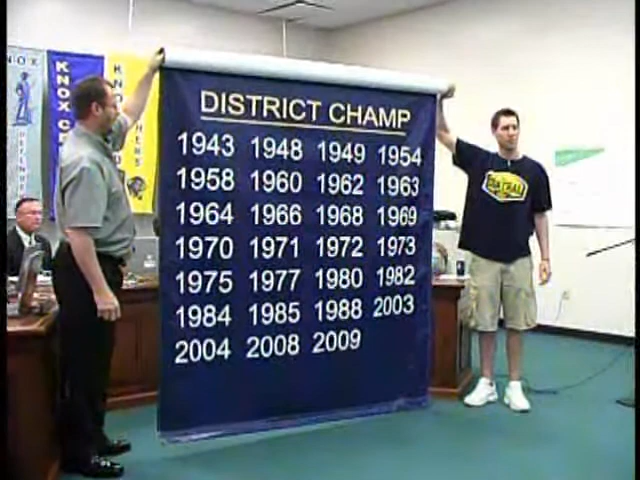 DISTRICT CHAMP
1943 1948 1949 1954
1958 1960 1962 1963
1964 1966 1968 1969
1970 1971 1972 1973
1975 1977 1980 1982
1984 1985 1988 2003
2004 2008 2009
KNOX
CENTRAL